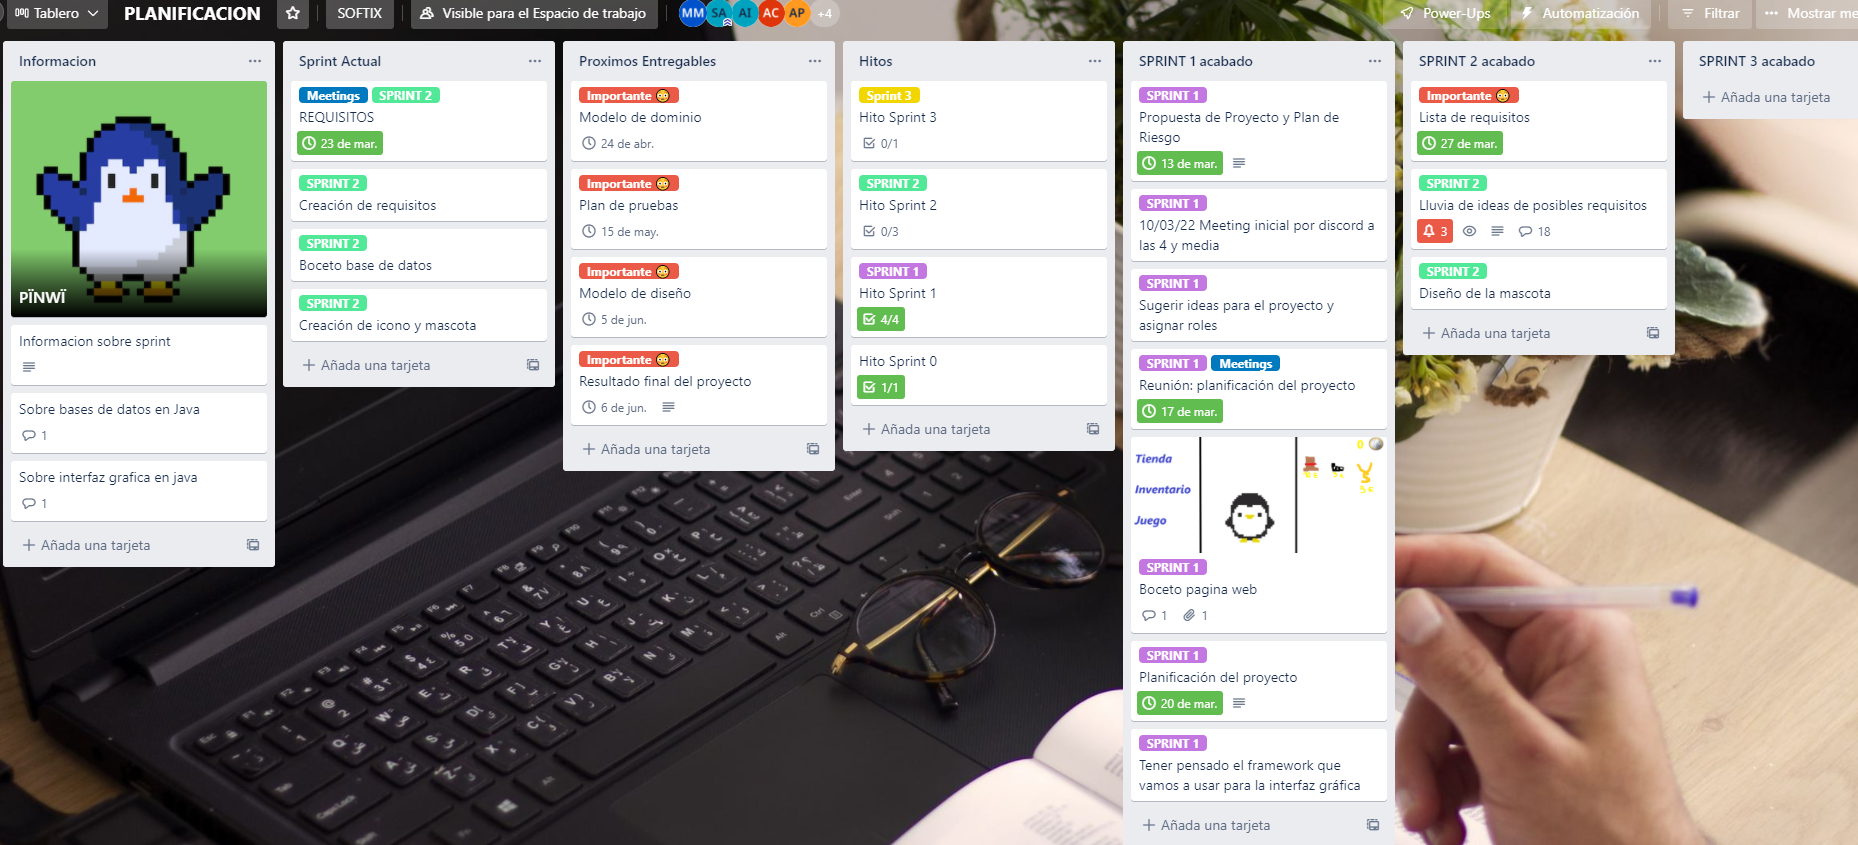 Tablero
PLANIFICACION
SOFTIX
Visible para el Espacio de trabajo
MM
SA
AI
AC
AP
+4
Power-Ups
Automatización
Filtrar
Mostrar me
Informacion
PÏNWÏ
Informacion sobre sprint
Sobre bases de datos en Java
1
Sobre interfaz grafica en java
1
Añada una tarjeta
Sprint Actual
Meetings SPRINT 2
REQUISITOS
23 de mar.
SPRINT 2
Creación de requisitos
SPRINT 2
Boceto base de datos
SPRINT 2
Creación de icono y mascota
Añada una tarjeta
Proximos Entregables
Importante 😳
Modelo de dominio
24 de abr.
Importante 😳
Plan de pruebas
15 de may.
Importante 😳
Modelo de diseño
5 de jun.
Importante 😳
Resultado final del proyecto
6 de jun.
Añada una tarjeta
Hitos
Sprint 3
Hito Sprint 3
0/1
SPRINT 2
Hito Sprint 2
0/3
SPRINT 1
Hito Sprint 1
4/4
Hito Sprint 0
1/1
Añada una tarjeta
SPRINT 1 acabado
SPRINT 1
Propuesta de Proyecto y Plan de
Riesgo
13 de mar.
SPRINT 1
10/03/22 Meeting inicial por discord a
las 4 y media
SPRINT 1
Sugerir ideas para el proyecto y
asignar roles
SPRINT 1 Meetings
Reunión: planificación del proyecto
17 de mar.
Tienda
Inventario
Juego
0
SPRINT 1
Boceto pagina web
1 1
SPRINT 1
Planificación del proyecto
20 de mar.
SPRINT 1
Tener pensado el framework que
vamos a usar para la interfaz gráfica
Añada una tarjeta
SPRINT 2 acabado
Importante 😳
Lista de requisitos
27 de mar.
SPRINT 2
Lluvia de ideas de posibles requisitos
3 18
SPRINT 2
Diseño de la mascota
Añada una tarjeta
SPRINT 3 acabado
Añada una tarjeta